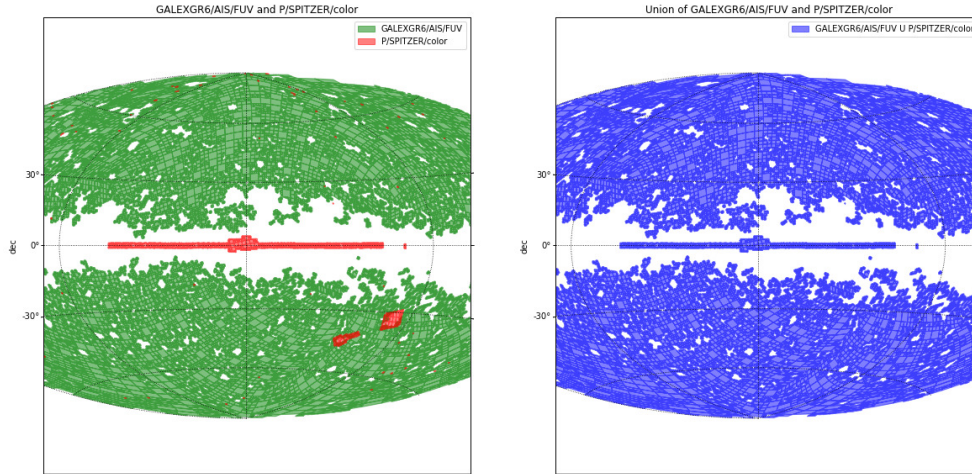 GALEXGR6/AIS/FUV and P/SPITZER/color
GALEXGR6/AIS/FUV
P/SPITZER/color
30°
0°
-30°
dec
Union of GALEXGR6/AIS/FUV and P/SPITZER/color
GALEXGR6/AIS/FUV U P/SPITZER/color
30°
0°
-30°
dec